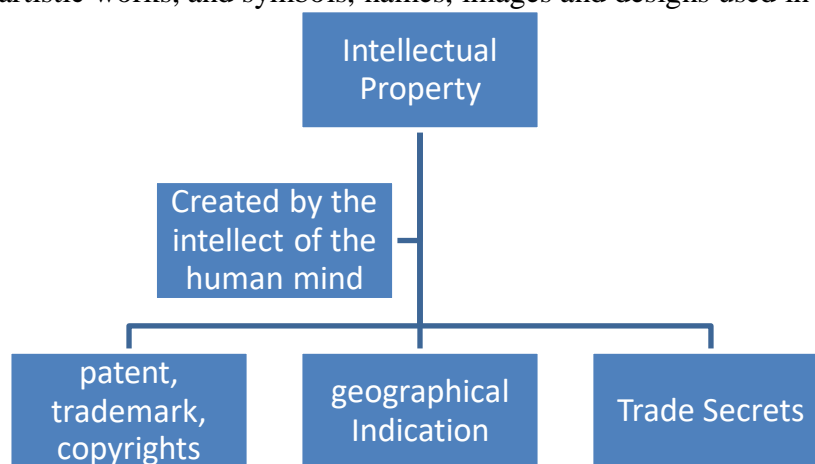 artistic works, and symbols, names, images and designs used in
Intellectual
Property
Created by the
intellect of the
human mind
patent,
trademark,
copyrights
geographical
Indication
Trade Secrets